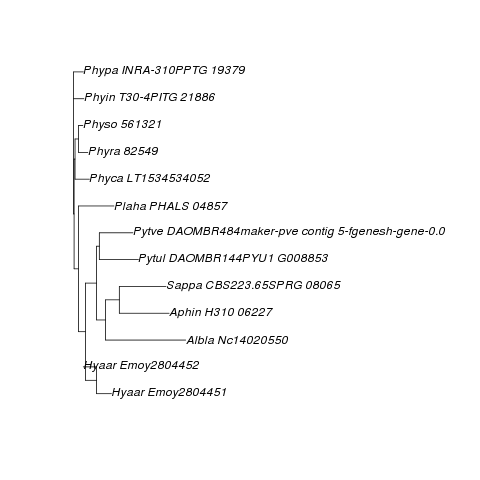 Phypa INRA-310PPTG 19379
Phyin T30-4PITG 21886
Physo 561321
Phyra 82549
Phyca LT1534534052
Plaha PHALS 04857
Pytve DAOMBR484maker-pve contig 5-fgenesh-gene-0.0
Pytul DAOMBR144PYU1 G008853
Sappa CBS223.65SPRG 08065
Aphin H310 06227
Albla Nc14020550
Hyaar Emoy2804452
Hyaar Emoy2804451